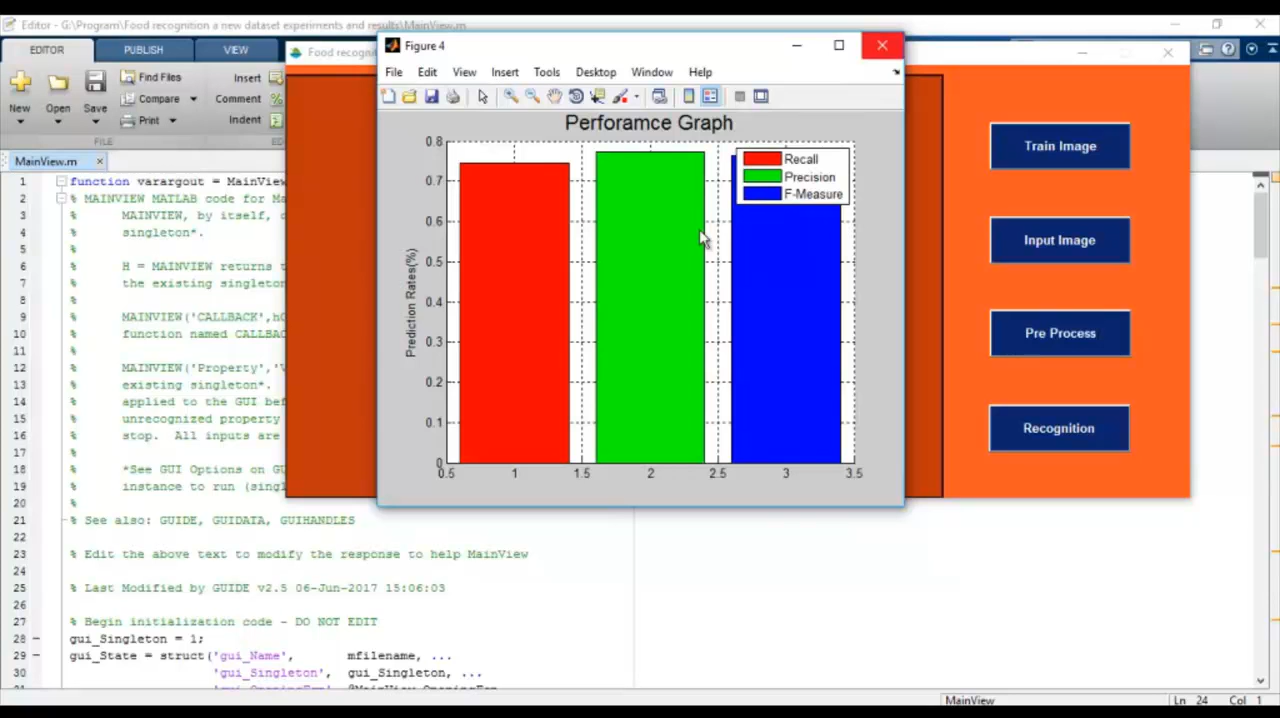 Editor - G:\Program\Food recognition a new dataset experiments and results\MainView.m
EDITOR PUBLISH VIEW
New Open Save
Find Files
Compare
Print
Insert
Comment
Indent
FILE
MainView.m ×
Food recogni
Figure 4
File Edit View Insert Tools Desktop Window Help
Perforamce Graph
Recall
Precision
F-Measure
Prediction Rates(%)
0.8
0.7
0.6
0.5
0.4
0.3
0.2
0.1
0
0.5 1 1.5 2 2.5 3 3.5
Train Image
Input Image
Pre Process
Recognition
1 function varargout = MainView
2 % MAINVIEW MATLAB code for Ma
3 % MAINVIEW, by itself, c
4 % singleton*.
5 %
6 % H = MAINVIEW returns t
7 % the existing singleton
8 %
9 % MAINVIEW('CALLBACK',hO
10 % function named CALLBAC
11 %
12 % MAINVIEW('Property','V
13 % existing singleton*.
14 % applied to the GUI bef
15 % unrecognized property
16 % stop. All inputs are
17 %
18 % *See GUI Options on GU
19 % instance to run (singl
20 %
21 % See also: GUIDE, GUIDATA, GUIHANDLES
22
23 % Edit the above text to modify the response to help MainView
24
25 % Last Modified by GUIDE v2.5 06-Jun-2017 15:06:03
26
27 % Begin initialization code - DO NOT EDIT
28 gui_Singleton = 1;
29 gui_State = struct('gui_Name', mfilename, ...
30 'gui_Singleton', gui_Singleton, ...
MainView Ln 24 Col 1